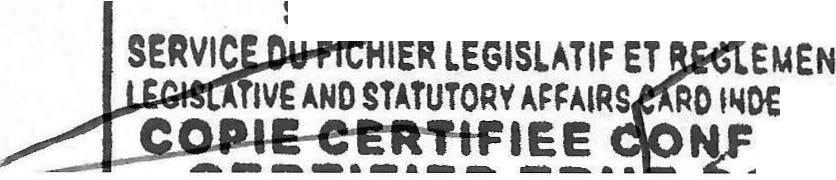 SERVICE DU FICHIER LEGISLATIF ET REGLEMEN
LEGISLATIVE AND STATUTORY AFFAIRS CARD INDE
COPIE CERTIFIEE CONF